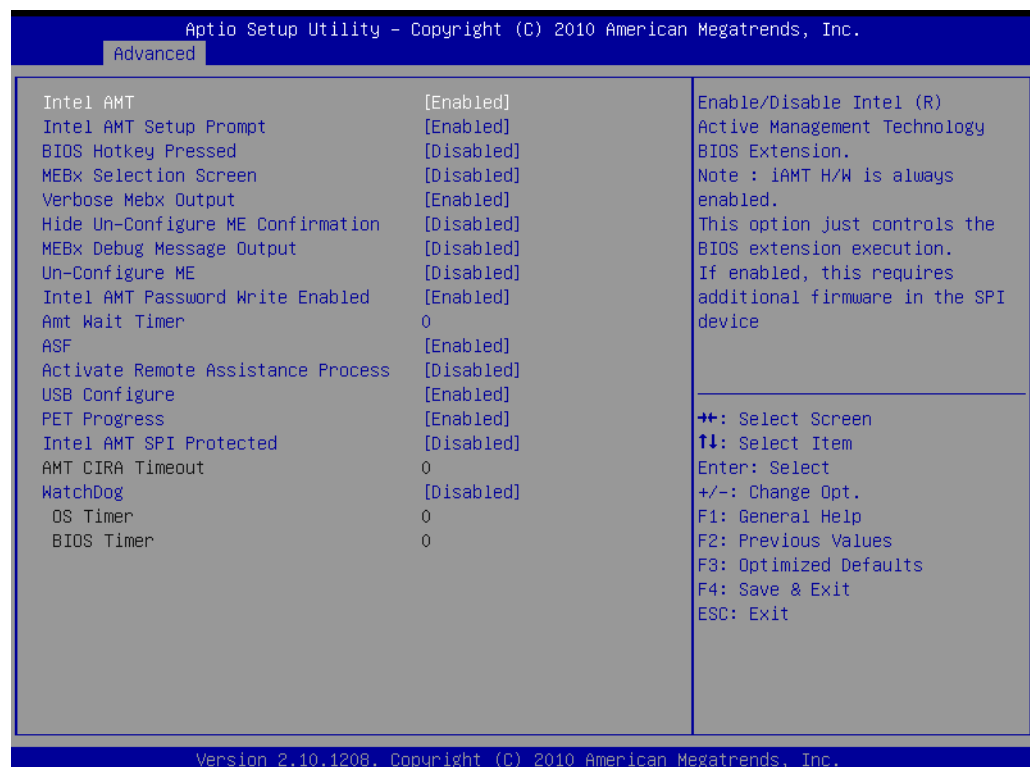 Aptio Setup Utility – Copyright (C) 2010 American Megatrends, Inc.
Advanced
Intel AMT [Enabled]
Intel AMT Setup Prompt [Enabled]
BIOS Hotkey Pressed [Disabled]
MEBx Selection Screen [Disabled]
Verbose Mebx Output [Enabled]
Hide Un-Configure ME Confirmation [Disabled]
MEBx Debug Message Output [Disabled]
Un-Configure ME [Disabled]
Intel AMT Password Write Enabled [Enabled]
Amt Wait Timer 0
ASF [Enabled]
Activate Remote Assistance Process [Disabled]
USB Configure [Enabled]
PET Progress [Enabled]
Intel AMT SPI Protected [Disabled]
AMT CIRA Timeout 0
WatchDog [Disabled]
OS Timer 0
BIOS Timer 0
Enable/Disable Intel (R)
Active Management Technology
BIOS Extension.
Note : iAMT H/W is always
enabled.
This option just controls the
BIOS extension execution.
If enabled, this requires
additional firmware in the SPI
device
→←: Select Screen
↑↓: Select Item
Enter: Select
+/-: Change Opt.
F1: General Help
F2: Previous Values
F3: Optimized Defaults
F4: Save & Exit
ESC: Exit
Version 2.10.1208. Copyright (C) 2010 American Megatrends, Inc.